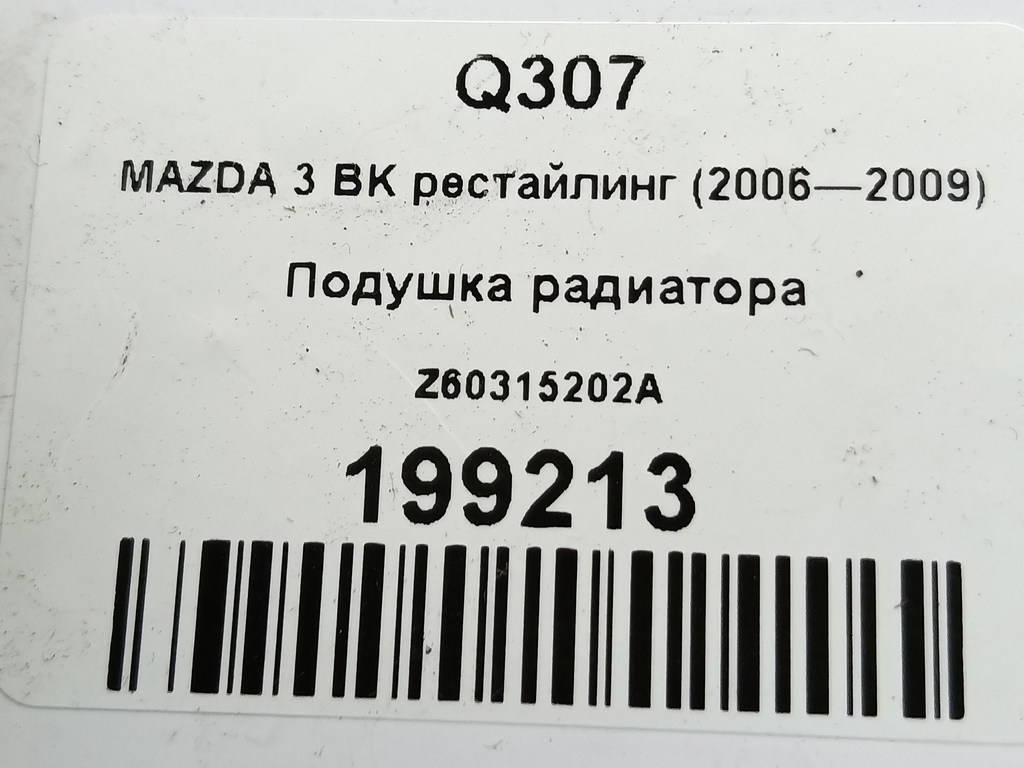 Q307
MAZDA 3 BK рестайлинг (2006—2009)
Подушка радиатора
Z60315202A
199213